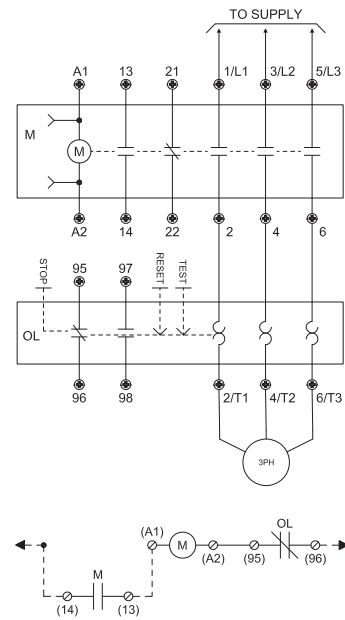 TO SUPPLY
A1 13 21 1/L1 3/L2 5/L3
M
M
A2 14 22 2 4 6
STOP 95 97 RESET TEST
OL
96 98 2/T1 4/T2 6/T3
3PH
OL
(A1) M (A2) (95) (96)
M
(14) (13)